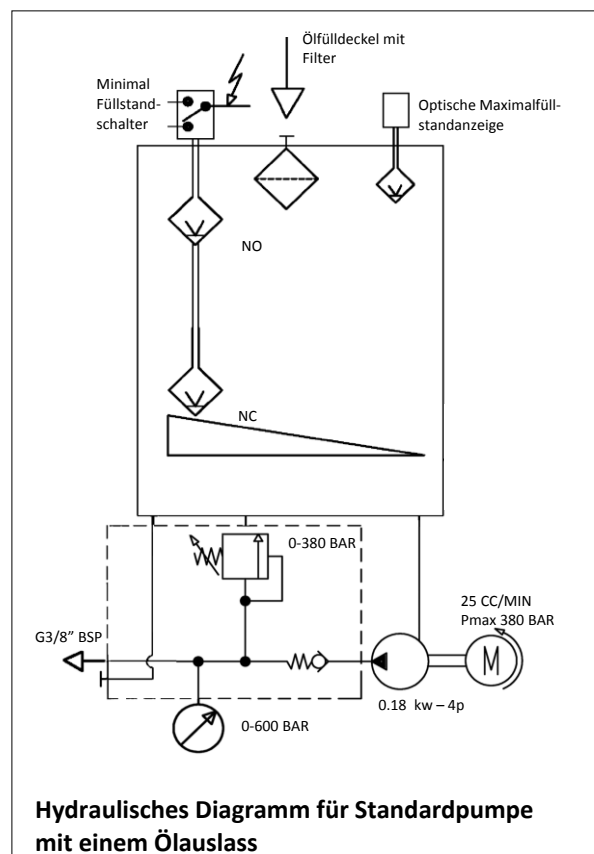 Ölfülldeckel mit
Filter
Minimal
Füllstand-
schalter
Optische Maximalfüll-
standanzeige
NO
NC
0-380 BAR
25 CC/MIN
Pmax 380 BAR
G3/8” BSP
M
0.18 kw – 4p
0-600 BAR
Hydraulisches Diagramm für Standardpumpe
mit einem Ölauslass